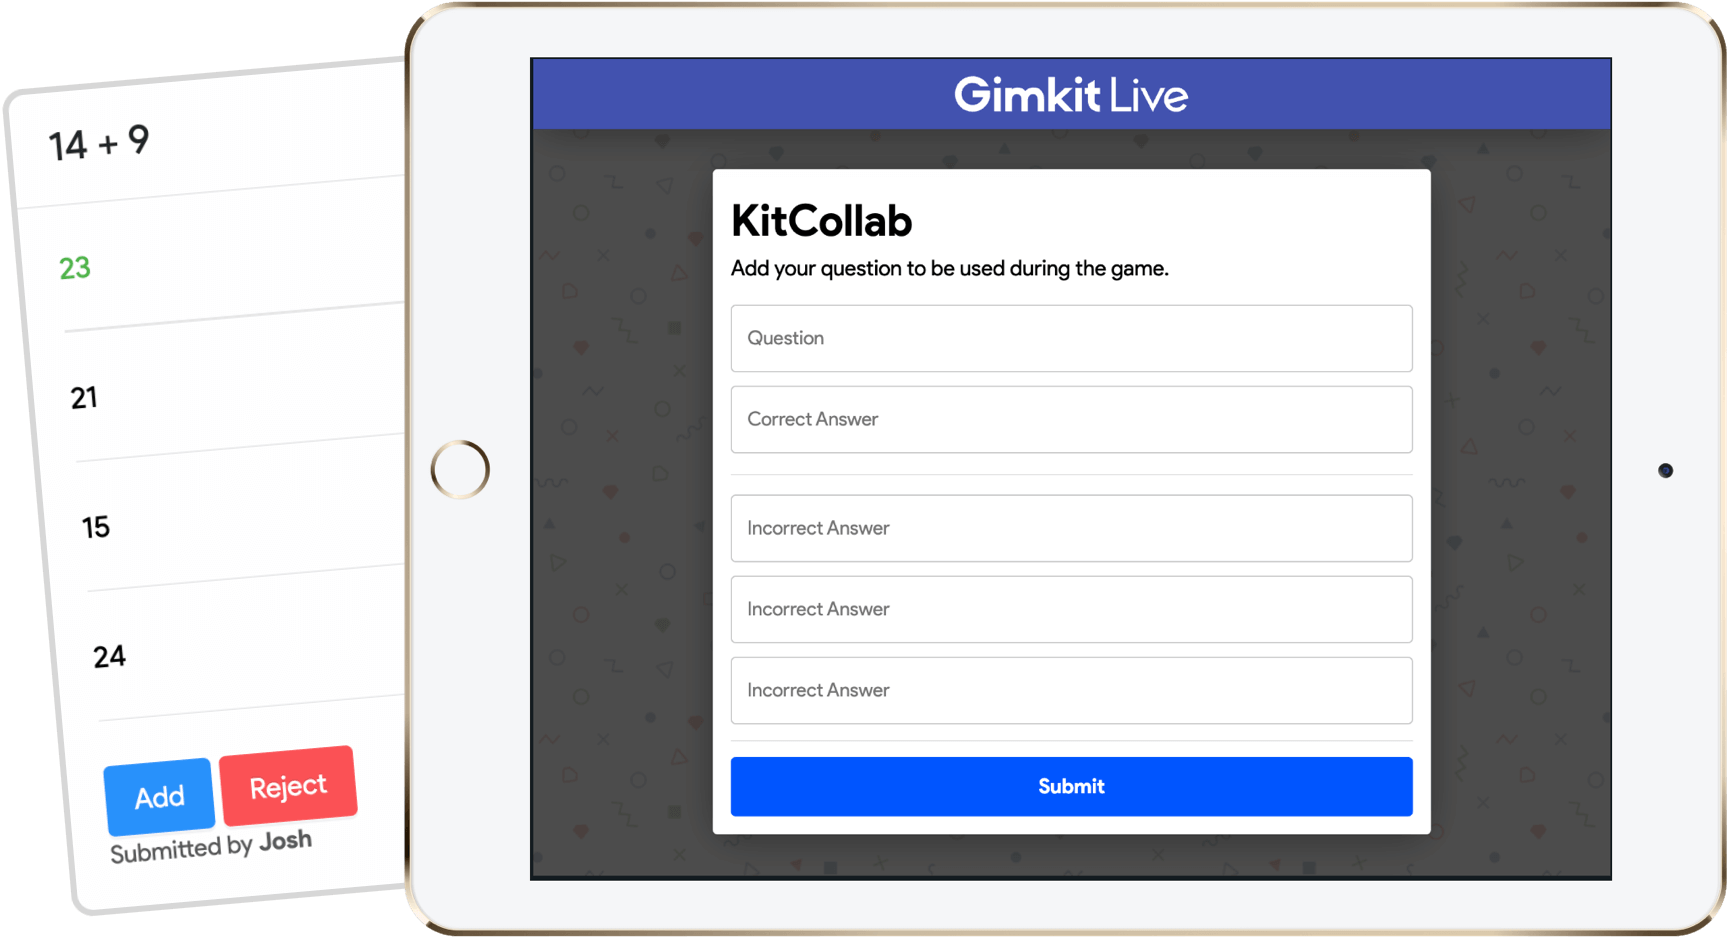 14 + 9
23
21
15
24
Add
Reject
Submitted by Josh
Gimkit Live
KitCollab
Add your question to be used during the game.
Question
Correct Answer
Incorrect Answer
Incorrect Answer
Incorrect Answer
Submit